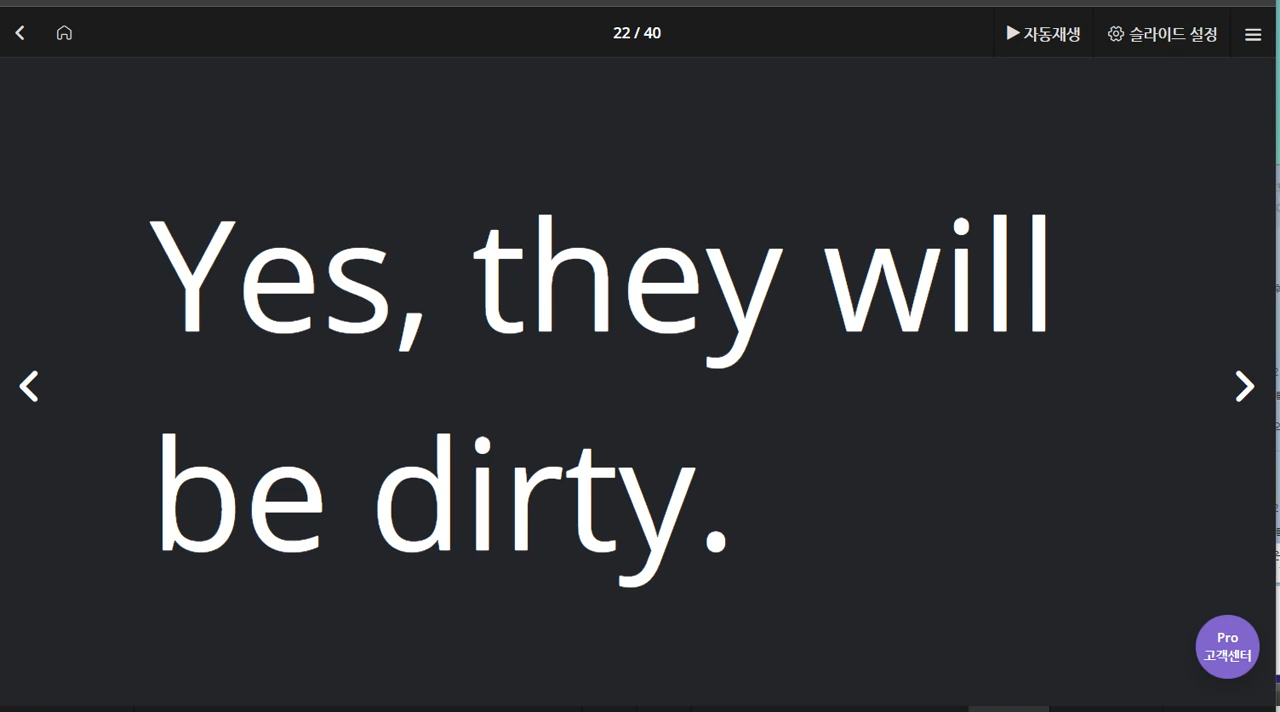 22 / 40
▶ 자동재생
슬라이드 설정
Yes, they will
be dirty.
Pro
고객센터